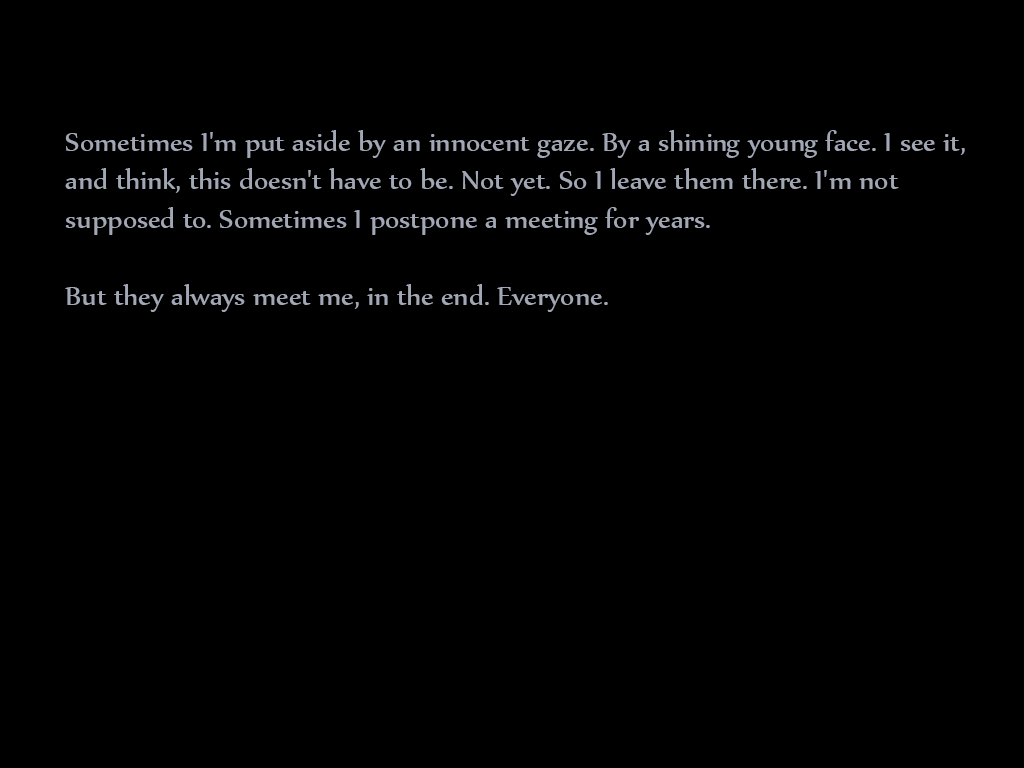 Sometimes I'm put aside by an innocent gaze. By a shining young face. I see it,
and think, this doesn't have to be. Not yet. So I leave them there. I'm not
supposed to. Sometimes I postpone a meeting for years.
But they always meet me, in the end. Everyone.